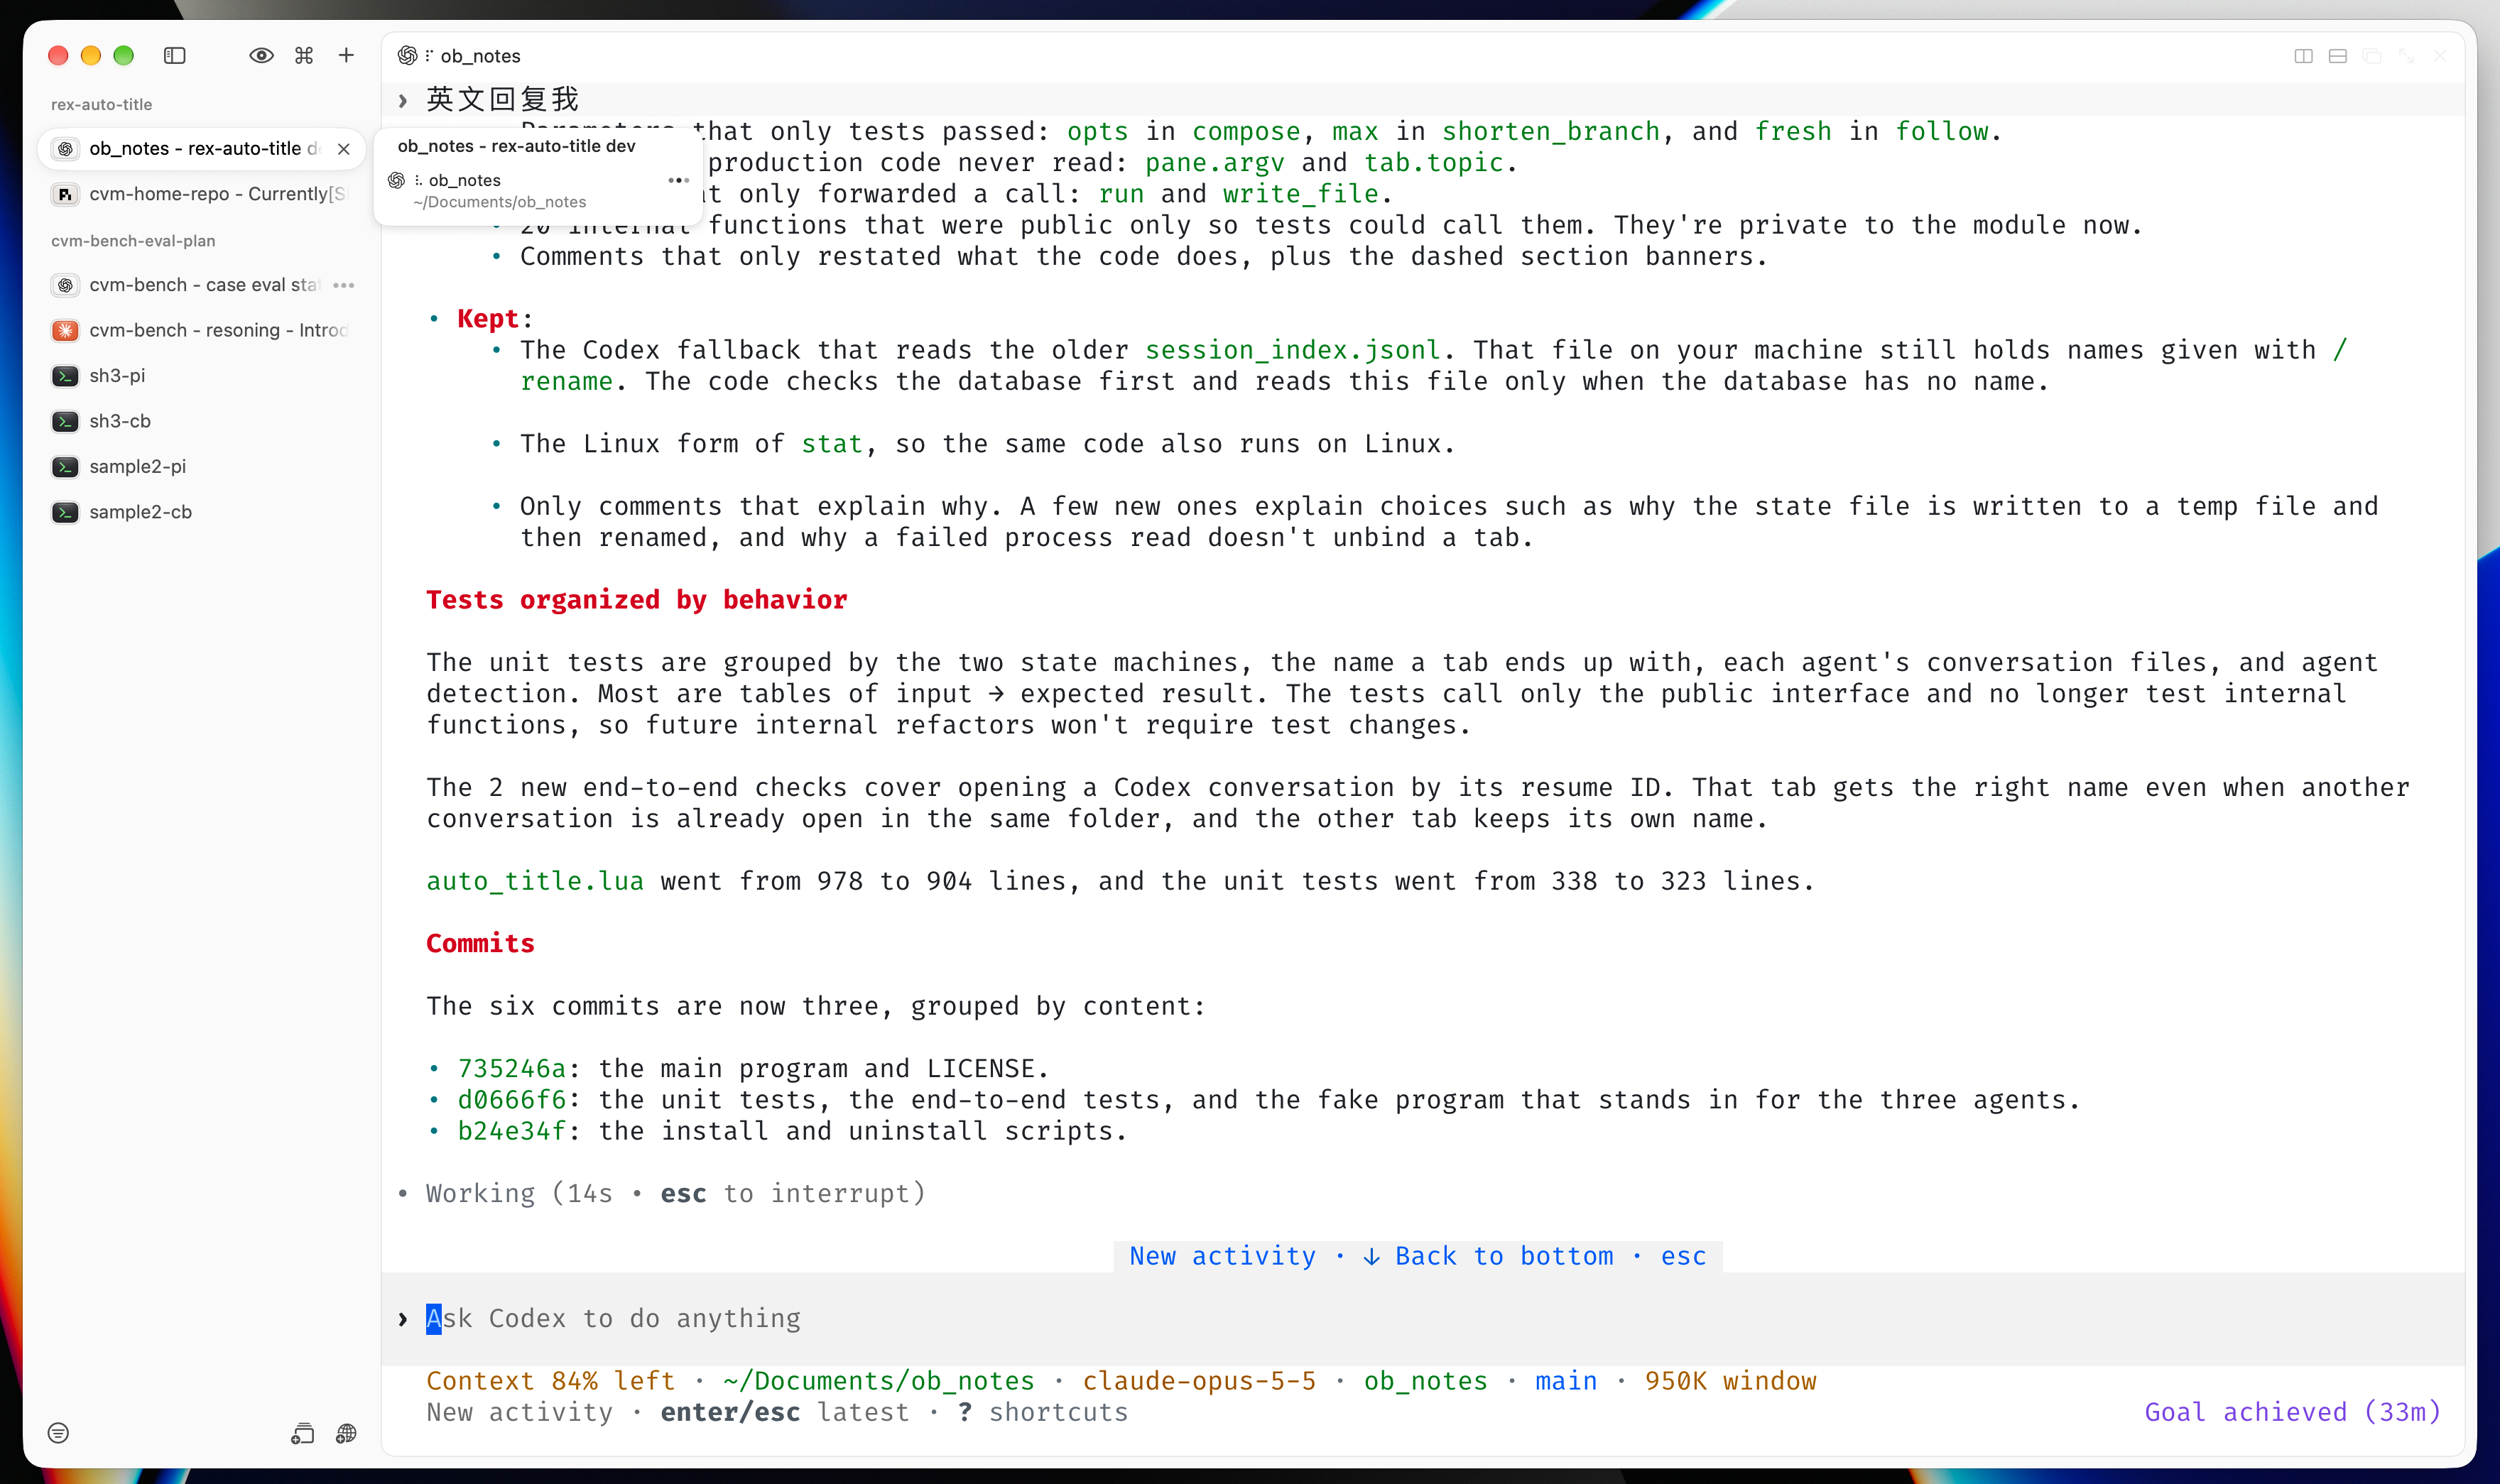 ob_notes
rex-auto-title
ob_notes - rex-auto-title d
cvm-home-repo - Currently[S
cvm-bench-eval-plan
cvm-bench - case eval sta
cvm-bench - resoning - Introd
sh3-pi
sh3-cb
sample2-pi
sample2-cb
ob_notes - rex-auto-title dev
ob_notes
~/Documents/ob_notes
› 英文回复我
Parameters that only tests passed: opts in compose, max in shorten_branch, and fresh in follow.
production code never read: pane.argv and tab.topic.
only forwarded a call: run and write_file.
• 20 internal functions that were public only so tests could call them. They're private to the module now.
• Comments that only restated what the code does, plus the dashed section banners.
• Kept:
• The Codex fallback that reads the older session_index.jsonl. That file on your machine still holds names given with /
rename. The code checks the database first and reads this file only when the database has no name.
• The Linux form of stat, so the same code also runs on Linux.
• Only comments that explain why. A few new ones explain choices such as why the state file is written to a temp file and
then renamed, and why a failed process read doesn't unbind a tab.
Tests organized by behavior
The unit tests are grouped by the two state machines, the name a tab ends up with, each agent's conversation files, and agent
detection. Most are tables of input → expected result. The tests call only the public interface and no longer test internal
functions, so future internal refactors won't require test changes.
The 2 new end-to-end checks cover opening a Codex conversation by its resume ID. That tab gets the right name even when another
conversation is already open in the same folder, and the other tab keeps its own name.
auto_title.lua went from 978 to 904 lines, and the unit tests went from 338 to 323 lines.
Commits
The six commits are now three, grouped by content:
• 735246a: the main program and LICENSE.
• d0666f6: the unit tests, the end-to-end tests, and the fake program that stands in for the three agents.
• b24e34f: the install and uninstall scripts.
• Working (14s • esc to interrupt)
New activity · ↓ Back to bottom · esc
› Ask Codex to do anything
Context 84% left · ~/Documents/ob_notes · claude-opus-5-5 · ob_notes · main · 950K window
New activity · enter/esc latest · ? shortcuts
Goal achieved (33m)